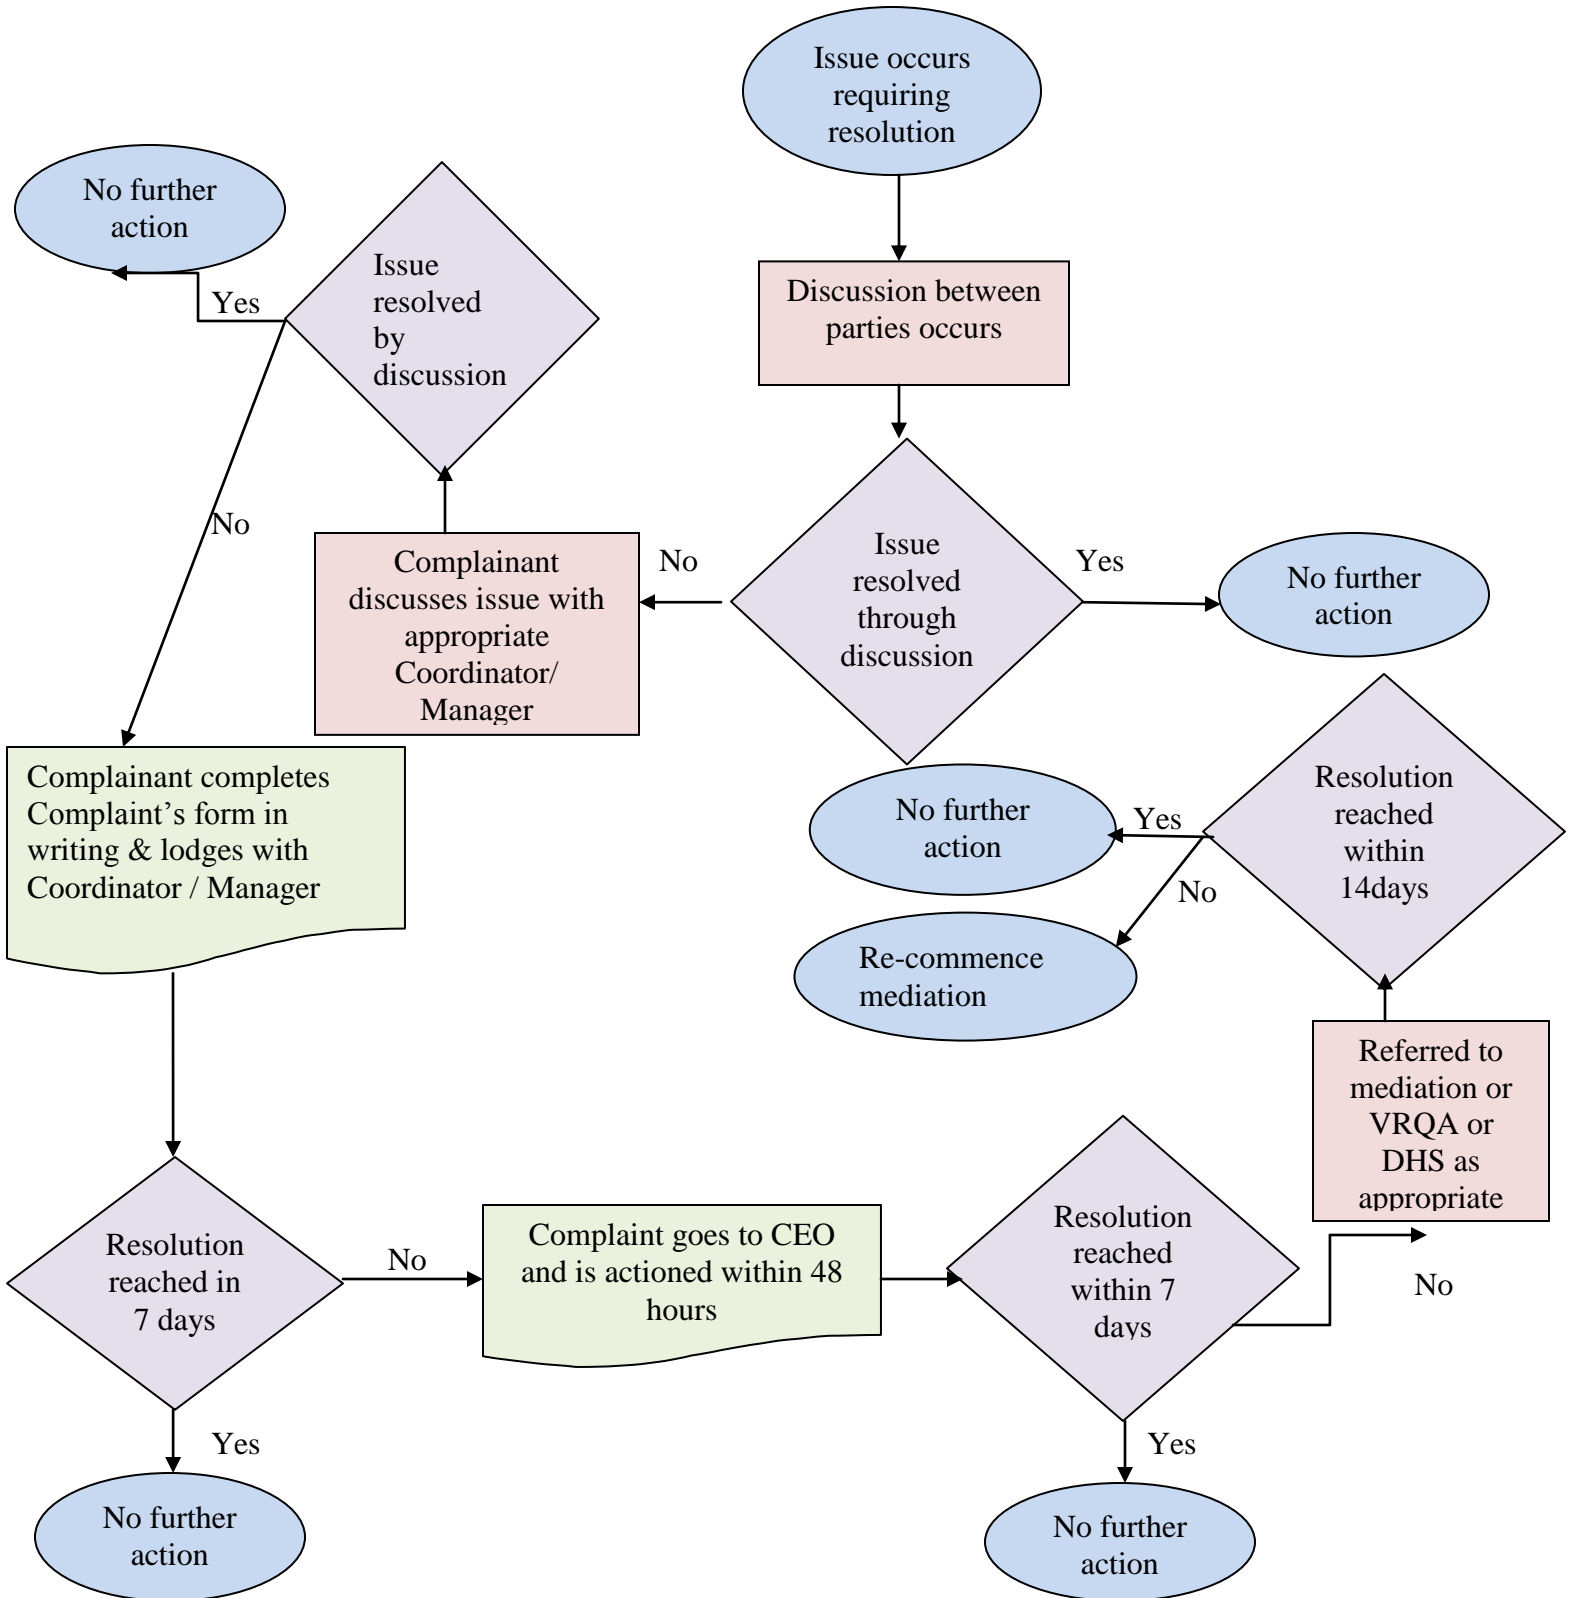 Issue occurs
requiring
resolution
Discussion between
parties occurs
Issue
resolved
through
discussion
Yes
No further
action
No
Complainant
discusses issue with
appropriate
Coordinator/
Manager
Issue
resolved
by
discussion
Yes
No further
action
No
Complainant completes
Complaint’s form in
writing & lodges with
Coordinator / Manager
Resolution
reached in
7 days
Yes
No further
action
No
Complaint goes to CEO
and is actioned within 48
hours
Resolution
reached
within 7
days
Yes
No further
action
No
Referred to
mediation or
VRQA or
DHS as
appropriate
Resolution
reached
within
14days
Yes
No further
action
No
Re-commence
mediation